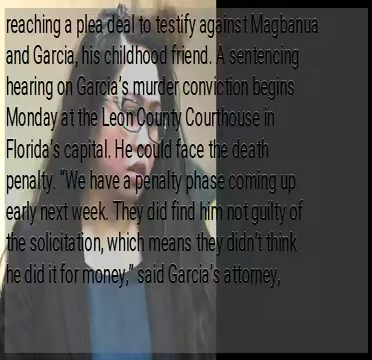 reaching a plea deal to testify against Magbanua
and Garcia, his childhood friend. A sentencing
hearing on Garcia's murder conviction begins
Monday at the Leon County Courthouse in
Florida's capital. He could face the death
penalty. “We have a penalty phase coming up
early next week. They did find him not guilty of
the solicitation, which means they didn't think
he did it for money,” said Garcia's attorney,